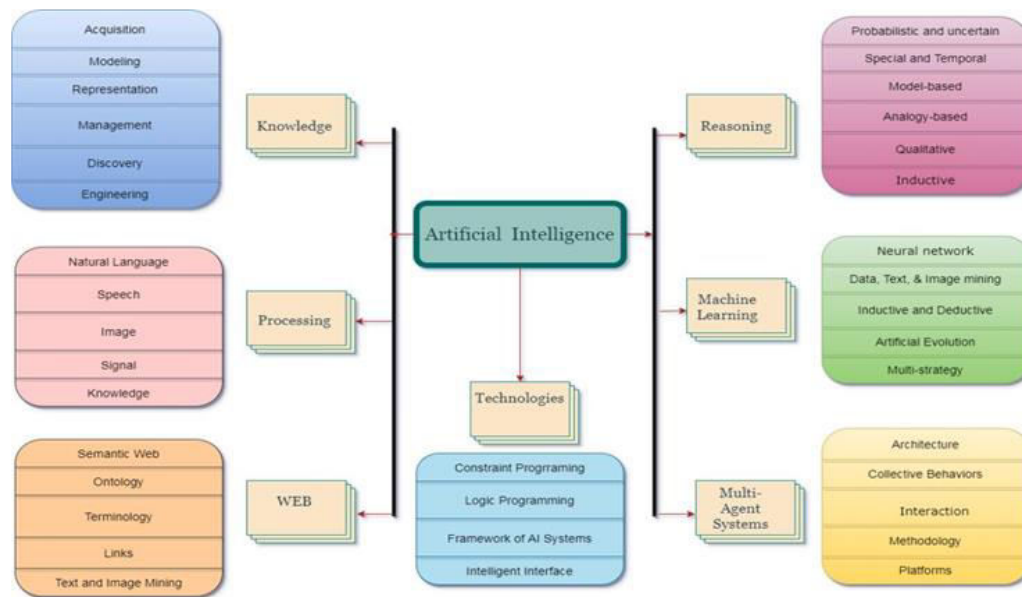 Acquisition
Modeling
Representation
Management
Discovery
Engineering
Knowledge
Natural Language
Speech
Image
Signal
Knowledge
Processing
Semantic Web
Ontology
Terminology
Links
Text and Image Mining
WEB
Artificial Intelligence
Technologies
Constraint Programing
Logic Programming
Framework of AI Systems
Intelligent Interface
Reasoning
Probabilistic and uncertain
Special and Temporal
Model-based
Analogy-based
Qualitative
Inductive
Machine
Learning
Neural network
Data, Text, & Image mining
Inductive and Deductive
Artificial Evolution
Multi-strategy
Multi-
Agent
Systems
Architecture
Collective Behaviors
Interaction
Methodology
Platforms